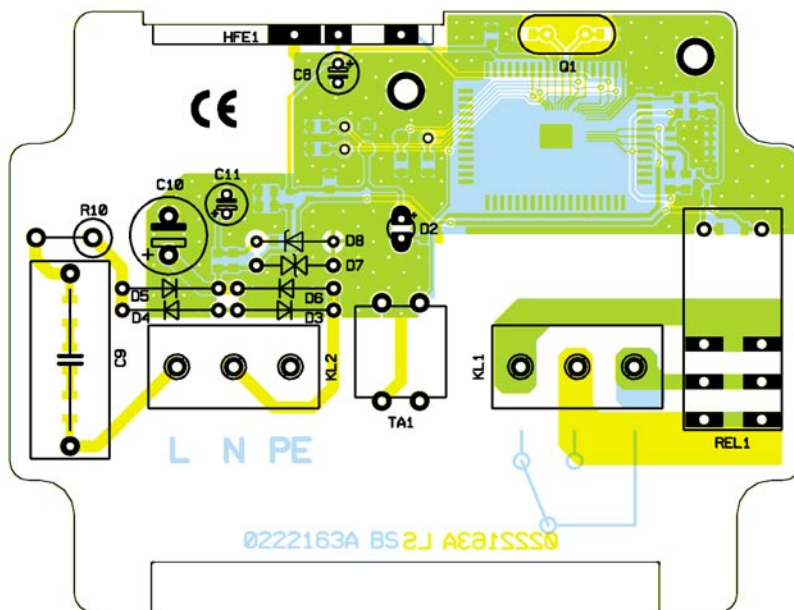 HFE1
C8
Q1
CE
C11
C10
R10
D2
D8
D7
D5
D6
D4
D3
C9
KL2
TA1
KL1
REL1
L N PE
0222163A BS
0222163A LS